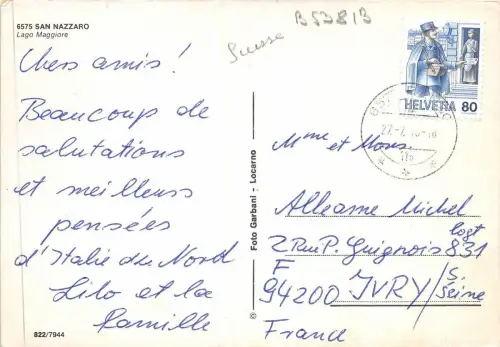 6575 SAN NAZZARO
Lago Maggiore
Suisse
B538/B
Chers amis!
Beaucoup de
salutations
et meilleurs
pensées
d'Italie du Nord
Lilo et la
famille
822/7944
© Foto Garbani - Locarno
HELVETIA 80
Mme et Monsr.
Alleaume Michel
2 Rue P. Guignois logt 831
F
94200 IVRY/S.
Seine
France